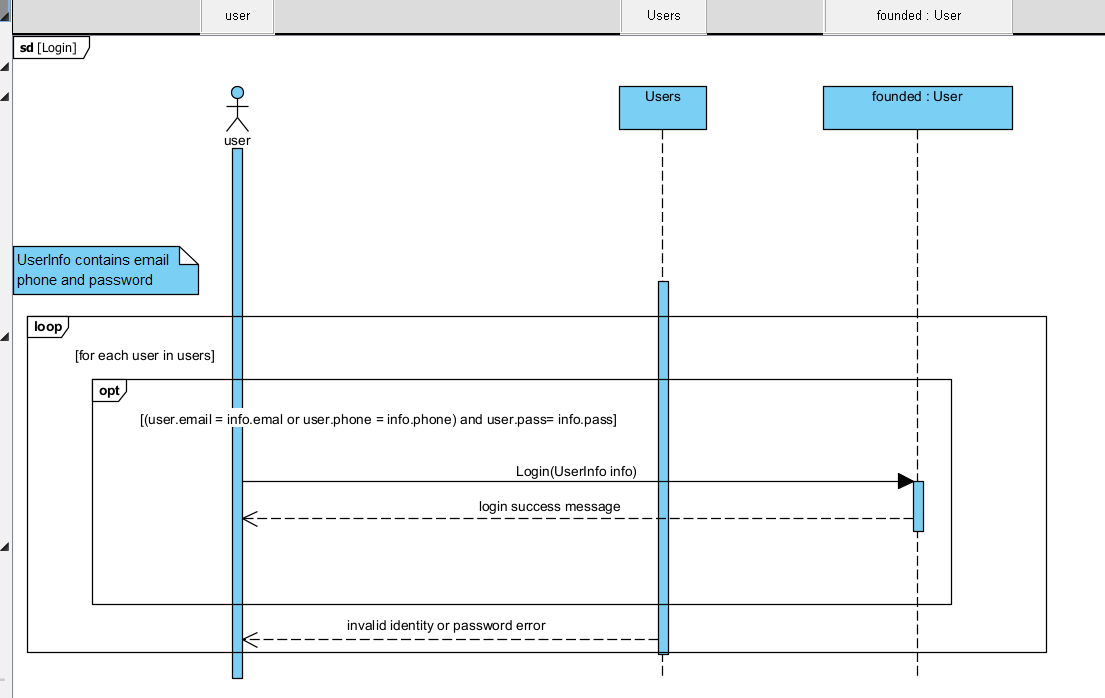 user
Users
founded : User
sd [Login]
user
Users
founded : User
UserInfo contains email
phone and password
loop
[for each user in users]
opt
[(user.email = info.emal or user.phone = info.phone) and user.pass= info.pass]
Login(UserInfo info)
login success message
invalid identity or password error